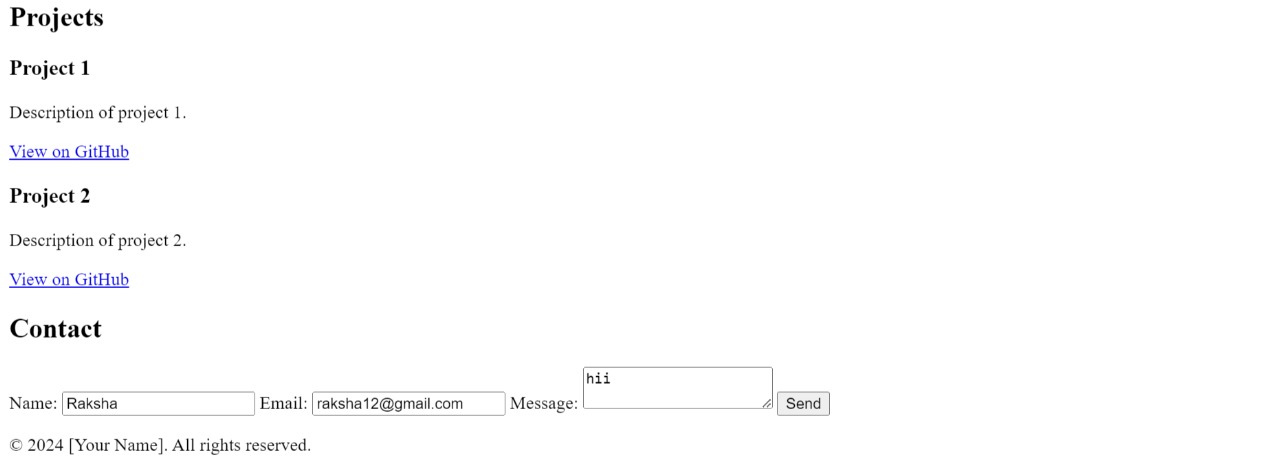 Projects
Project 1
Description of project 1.
View on GitHub
Project 2
Description of project 2.
View on GitHub
Contact
Name: Raksha Email: raksha12@gmail.com Message: hii Send
© 2024 [Your Name]. All rights reserved.